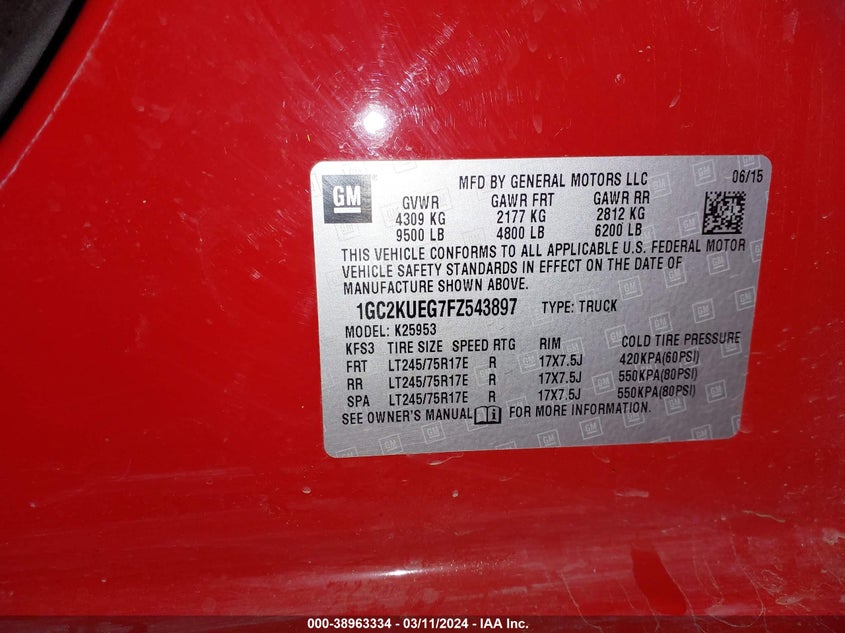 GM
MFD BY GENERAL MOTORS LLC 06/15
GVWR GAWR FRT GAWR RR
4309 KG 2177 KG 2812 KG
9500 LB 4800 LB 6200 LB
THIS VEHICLE CONFORMS TO ALL APPLICABLE U.S. FEDERAL MOTOR
VEHICLE SAFETY STANDARDS IN EFFECT ON THE DATE OF
MANUFACTURE SHOWN ABOVE.
1GC2KUEG7FZ543897 TYPE: TRUCK
MODEL: K25953
KFS3 TIRE SIZE SPEED RTG RIM COLD TIRE PRESSURE
FRT LT245/75R17E R 17X7.5J 420KPA(60PSI)
RR LT245/75R17E R 17X7.5J 550KPA(80PSI)
SPA LT245/75R17E R 17X7.5J 550KPA(80PSI)
SEE OWNER'S MANUAL FOR MORE INFORMATION.
000-38963334 - 03/11/2024 - IAA Inc.